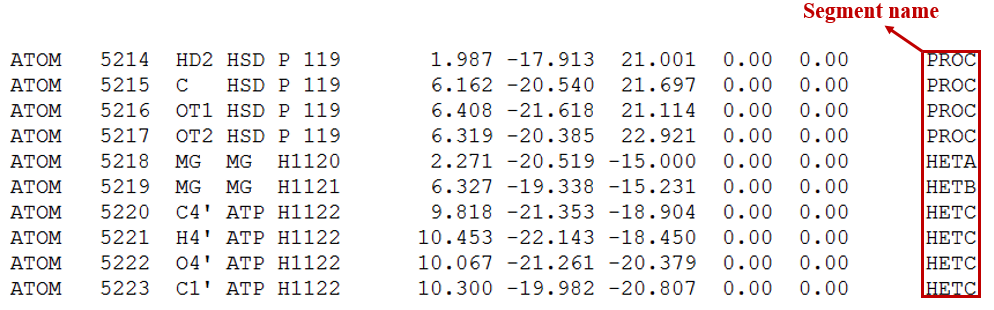 Segment name
ATOM 5214 HD2 HSD P 119 1.987 -17.913 21.001 0.00 0.00 PROC
ATOM 5215 C HSD P 119 6.162 -20.540 21.697 0.00 0.00 PROC
ATOM 5216 OT1 HSD P 119 6.408 -21.618 21.114 0.00 0.00 PROC
ATOM 5217 OT2 HSD P 119 6.319 -20.385 22.921 0.00 0.00 PROC
ATOM 5218 MG MG H1120 2.271 -20.519 -15.000 0.00 0.00 HETA
ATOM 5219 MG MG H1121 6.327 -19.338 -15.231 0.00 0.00 HETB
ATOM 5220 C4' ATP H1122 9.818 -21.353 -18.904 0.00 0.00 HETC
ATOM 5221 H4' ATP H1122 10.453 -22.143 -18.450 0.00 0.00 HETC
ATOM 5222 O4' ATP H1122 10.067 -21.261 -20.379 0.00 0.00 HETC
ATOM 5223 C1' ATP H1122 10.300 -19.982 -20.807 0.00 0.00 HETC